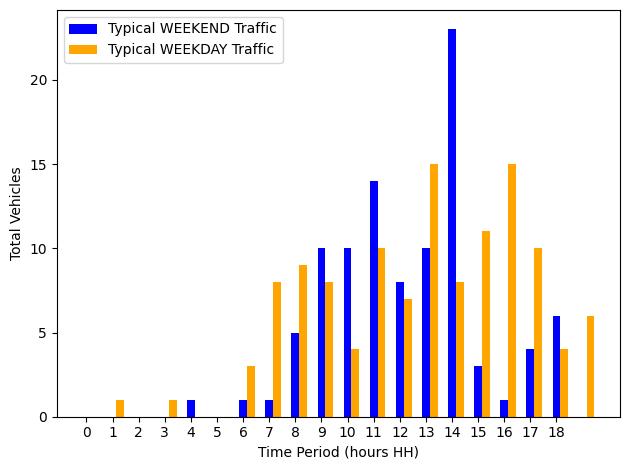 Typical WEEKEND Traffic
Typical WEEKDAY Traffic
20
15
10
5
0
Total Vehicles
0 1 2 3 4 5 6 7 8 9 10 11 12 13 14 15 16 17 18
Time Period (hours HH)